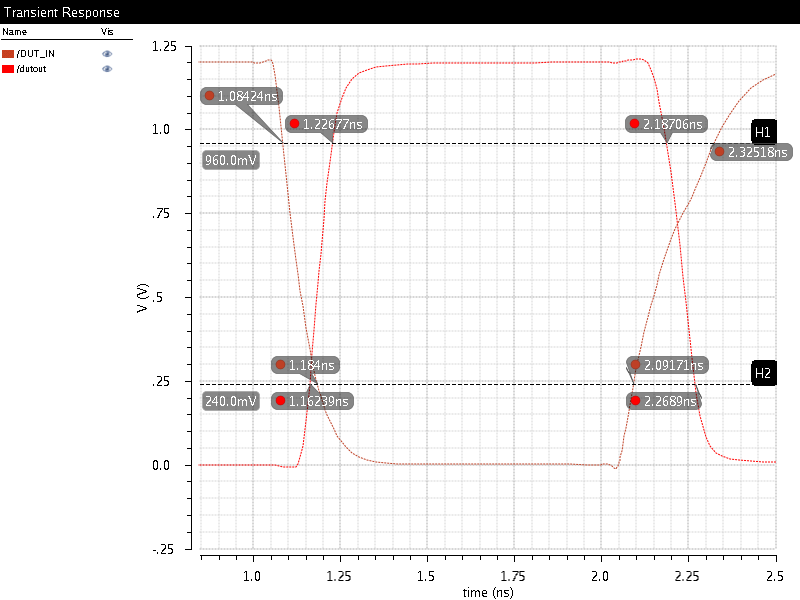 Transient Response
Name Vis
/DUT_IN
/dutout
1.25
1.0
.75
.5
.25
0.0
-.25
V (V)
1.08424ns
1.22677ns
2.18706ns
H1
2.32518ns
960.0mV
1.184ns
2.09171ns
H2
240.0mV
1.16239ns
2.2689ns
1.0 1.25 1.5 1.75 2.0 2.25 2.5
time (ns)